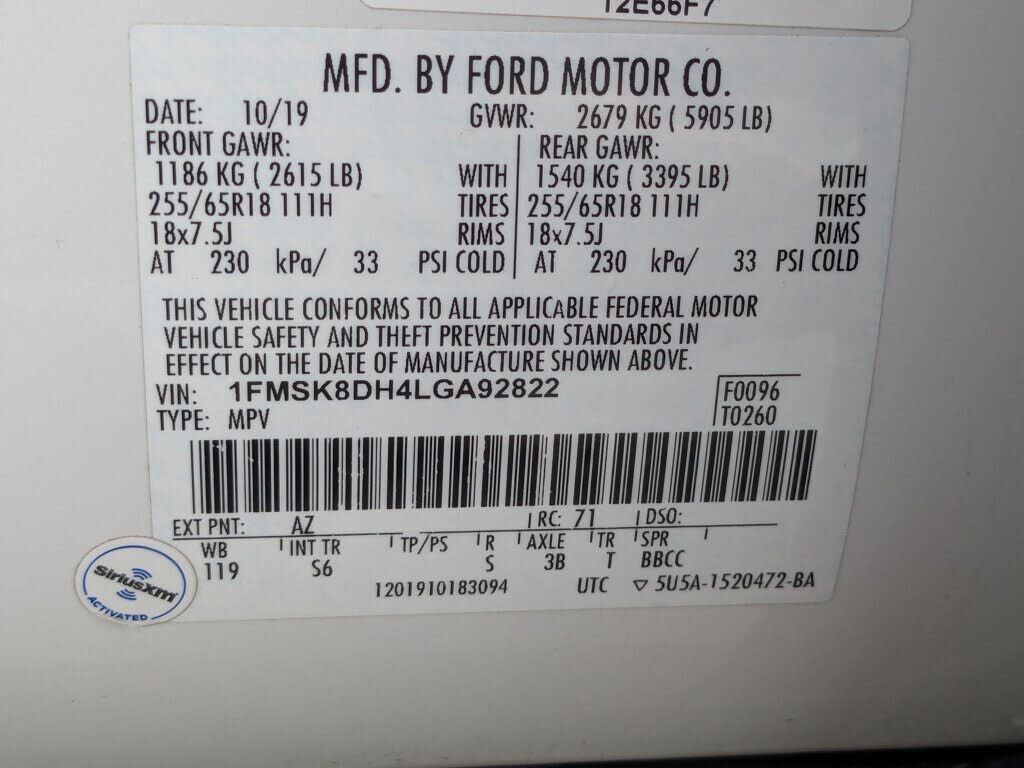 12E66F7
MFD. BY FORD MOTOR CO.
DATE: 10/19 GVWR: 2679 KG ( 5905 LB)
FRONT GAWR: REAR GAWR:
1186 KG ( 2615 LB) WITH 1540 KG ( 3395 LB) WITH
255/65R18 111H TIRES 255/65R18 111H TIRES
18x7.5J RIMS 18x7.5J RIMS
AT 230 kPa/ 33 PSI COLD AT 230 kPa/ 33 PSI COLD
THIS VEHICLE CONFORMS TO ALL APPLICABLE FEDERAL MOTOR
VEHICLE SAFETY AND THEFT PREVENTION STANDARDS IN
EFFECT ON THE DATE OF MANUFACTURE SHOWN ABOVE.
VIN: 1FMSK8DH4LGA92822 F0096
TYPE: MPV T0260
EXT PNT: AZ RC: 71 DSO:
WB INT TR TP/PS R AXLE TR SPR
119 S6 S 3B T BBCC
1201910183094 UTC ▽ 5U5A-1520472-BA
SiriusXM
ACTIVATED